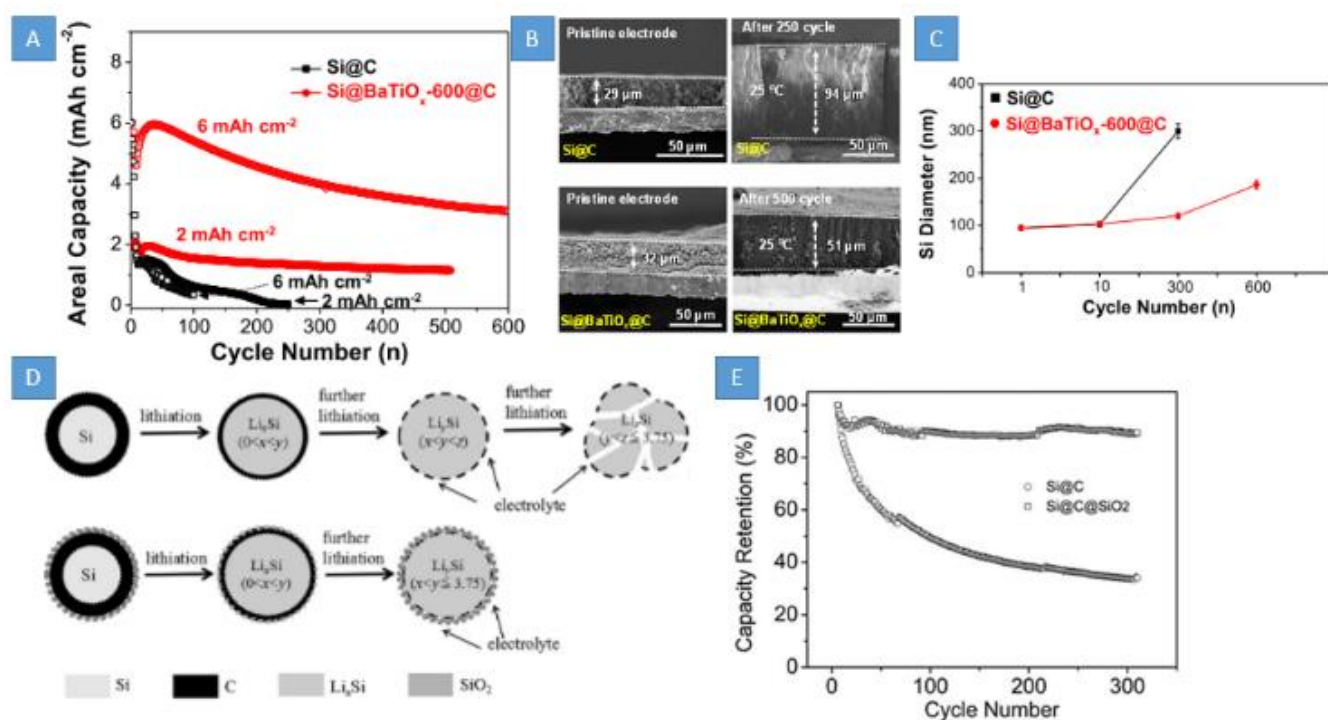 A
Areal Capacity (mAh cm-2)
8
6
4
2
0
Si@C
Si@BaTiOx-600@C
6 mAh cm-2
2 mAh cm-2
6 mAh cm-2
2 mAh cm-2
0 100 200 300 400 500 600
Cycle Number (n)
B
Pristine electrode
29 μm
Si@C
50 μm
After 250 cycle
25 ℃
94 μm
Si@C
50 μm
Pristine electrode
32 μm
Si@BaTiOx@C
50 μm
After 500 cycle
25 ℃
51 μm
Si@BaTiOx@C
50 μm
C
Si Diameter (nm)
400
300
200
100
0
Si@C
Si@BaTiOx-600@C
1 10 300 600
Cycle Number (n)
D
Si
lithiation
LixSi
(0<x<y)
further
lithiation
LiySi
(x<y<z)
further
lithiation
(y<z≦3.75)
electrolyte
Si
lithiation
LixSi
(0<x<y)
further
lithiation
(x<y≦3.75)
electrolyte
Si
C
LixSi
SiO2
E
Capacity Retention (%)
100
80
60
40
20
0
Si@C
Si@C@SiO2
0 100 200 300
Cycle Number